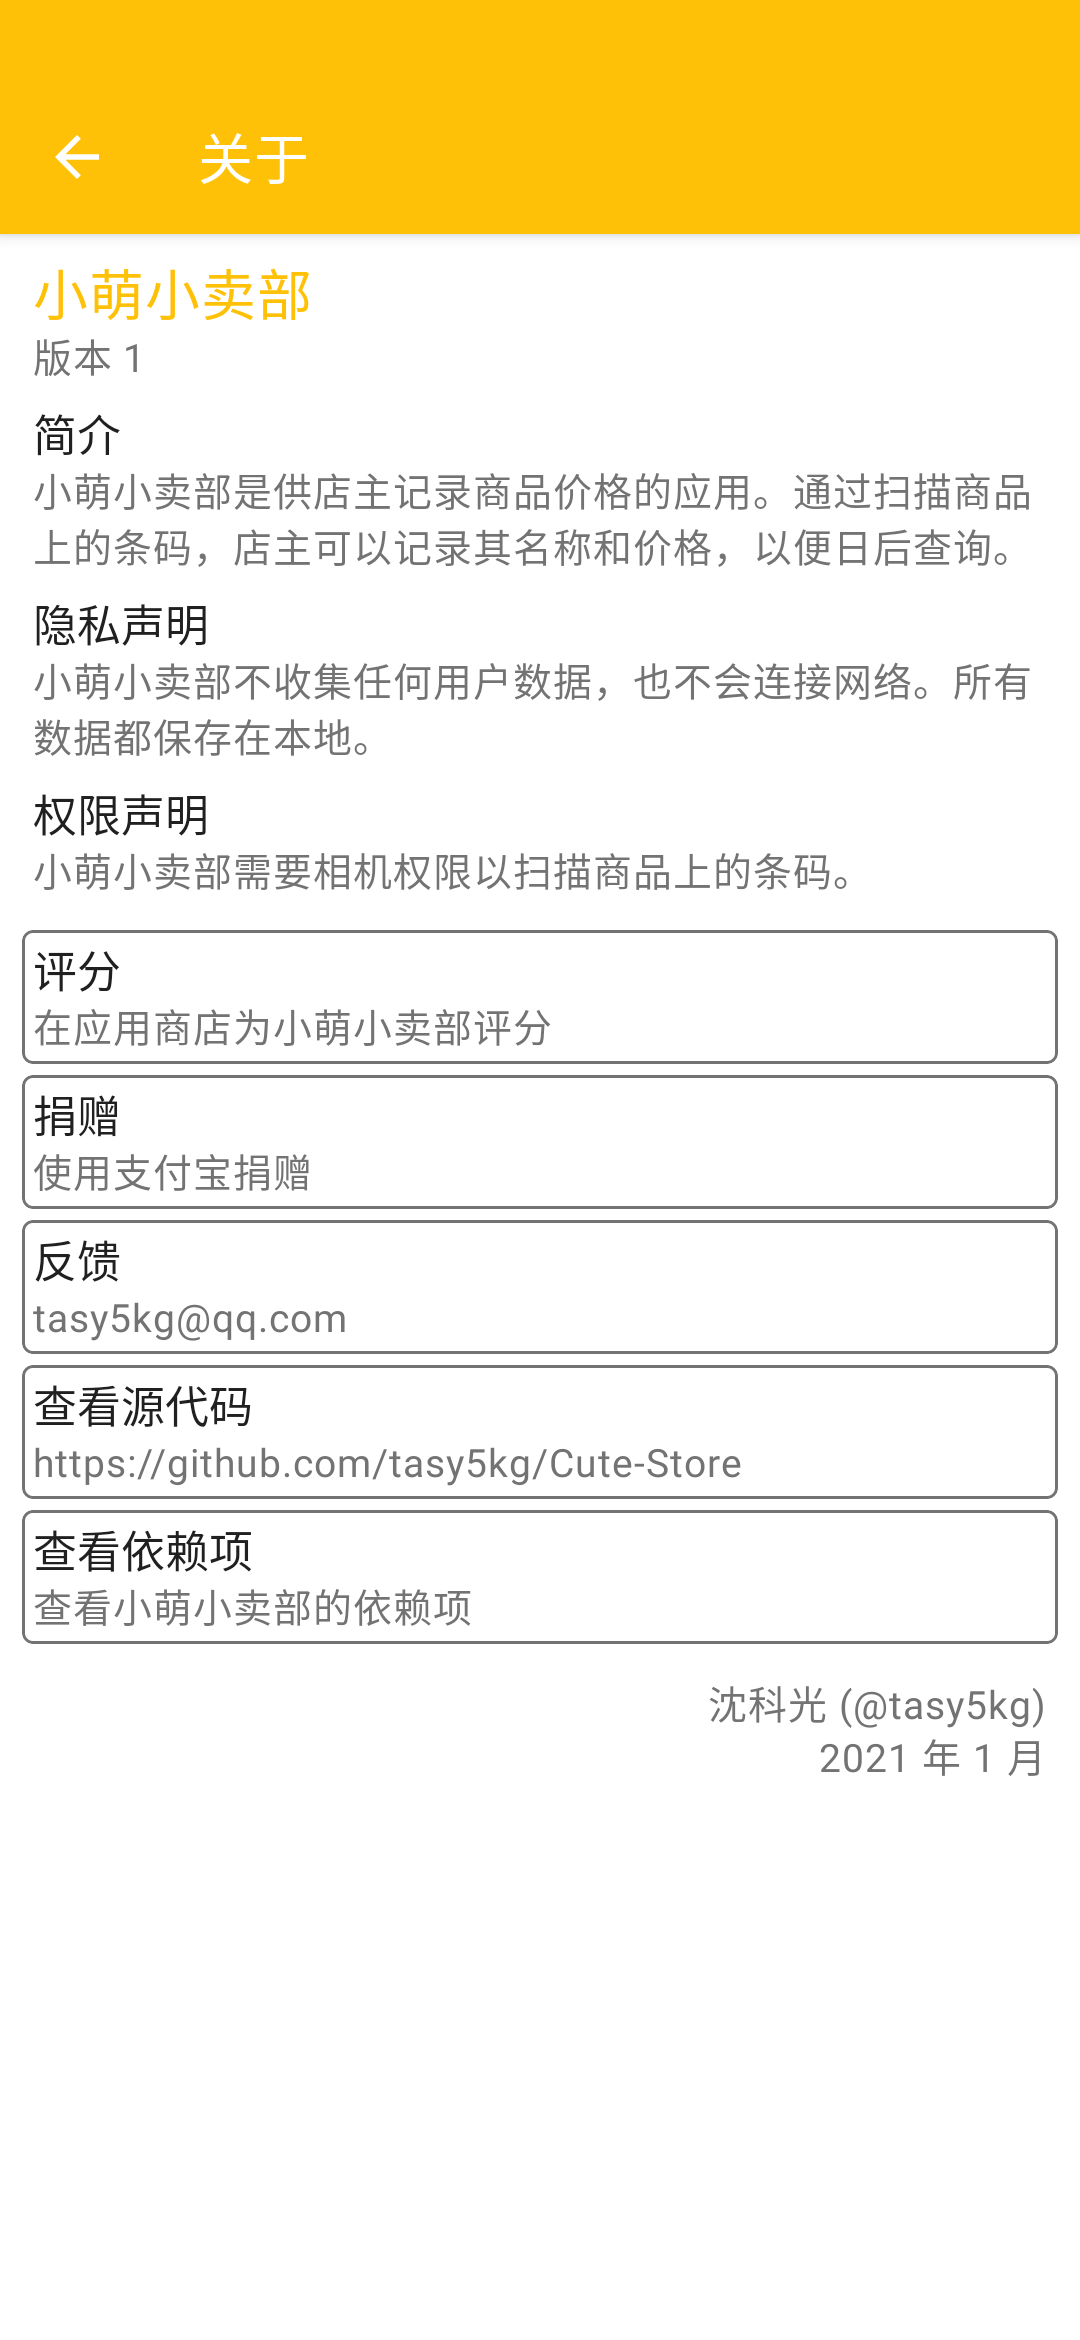 关于
小萌小卖部
版本 1
简介
小萌小卖部是供店主记录商品价格的应用。通过扫描商品
上的条码，店主可以记录其名称和价格，以便日后查询。
隐私声明
小萌小卖部不收集任何用户数据，也不会连接网络。所有
数据都保存在本地。
权限声明
小萌小卖部需要相机权限以扫描商品上的条码。
评分
在应用商店为小萌小卖部评分
捐赠
使用支付宝捐赠
反馈
tasy5kg@qq.com
查看源代码
https://github.com/tasy5kg/Cute-Store
查看依赖项
查看小萌小卖部的依赖项
沈科光 (@tasy5kg)
2021 年 1 月